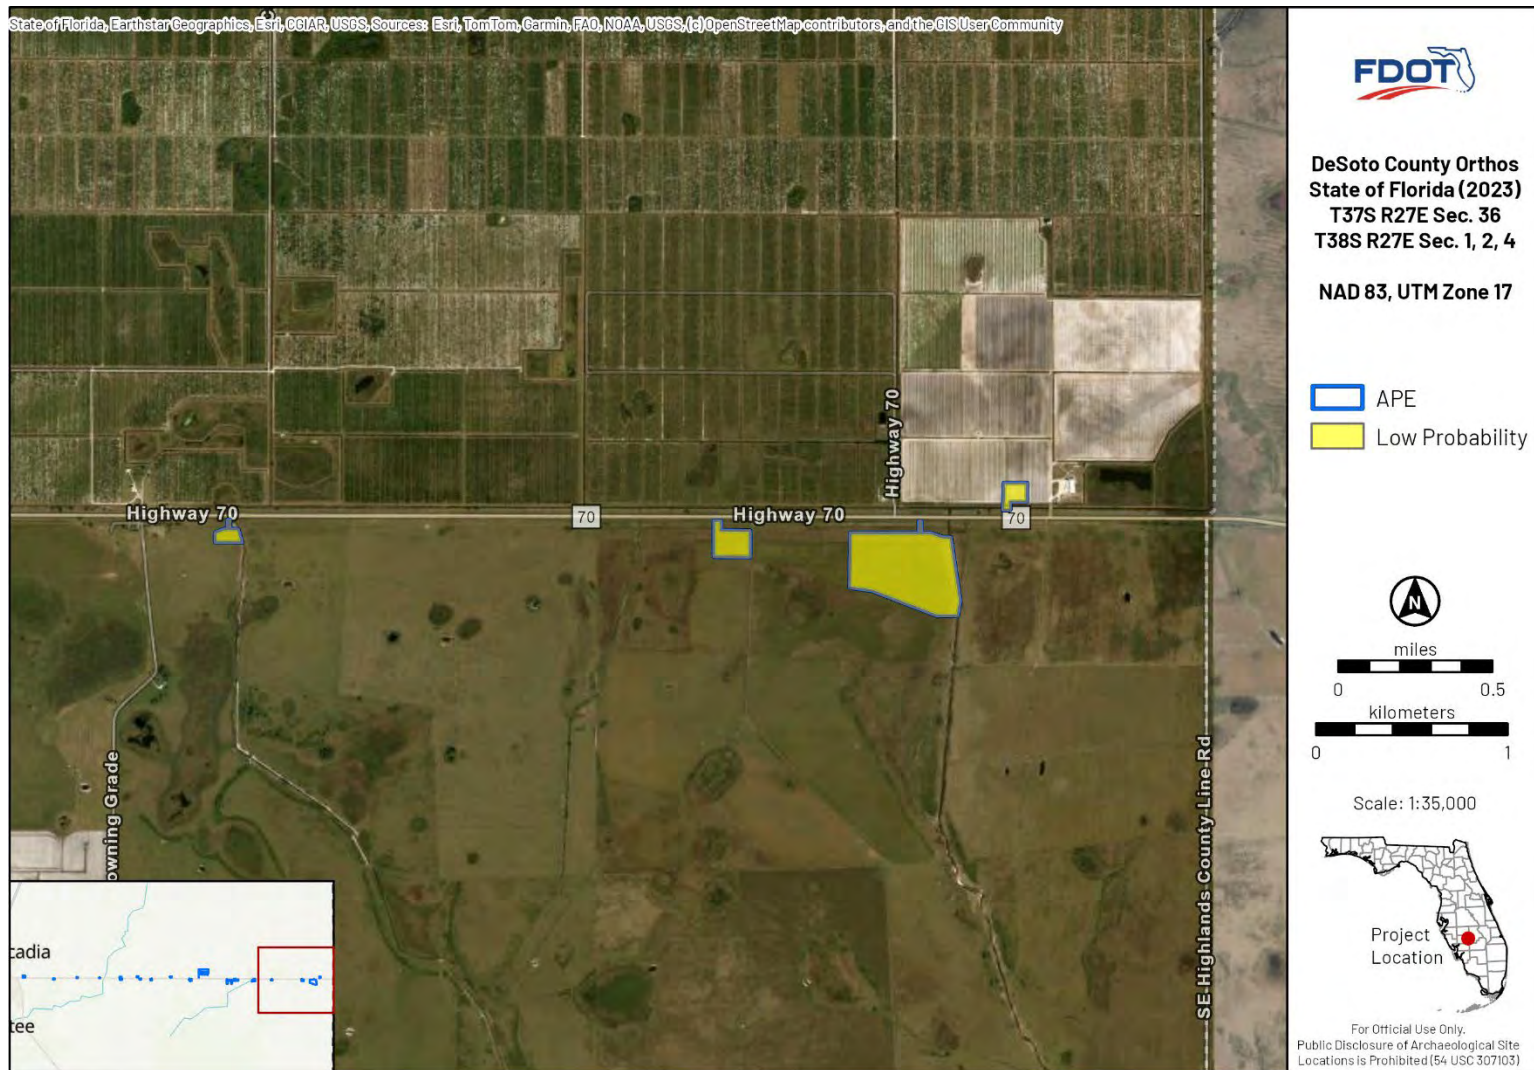 State of Florida, Earthstar Geographics, Esri, CGIAR, USGS, Sources: Esri, TomTom, Garmin, FAO, NOAA, USGS, (c) OpenStreetMap contributors, and the GIS User Community
FDOT
DeSoto County Orthos
State of Florida (2023)
T37S R27E Sec. 36
T38S R27E Sec. 1, 2, 4
NAD 83, UTM Zone 17
APE
Low Probability
Highway 70
Highway 70
70
Highway 70
70
N
miles
0 0.5
kilometers
0 1
Scale: 1:35,000
owning Grade
SE Highlands County Line Rd
cadia
tee
Project
Location
For Official Use Only.
Public Disclosure of Archaeological Site
Locations is Prohibited (54 USC 307103)